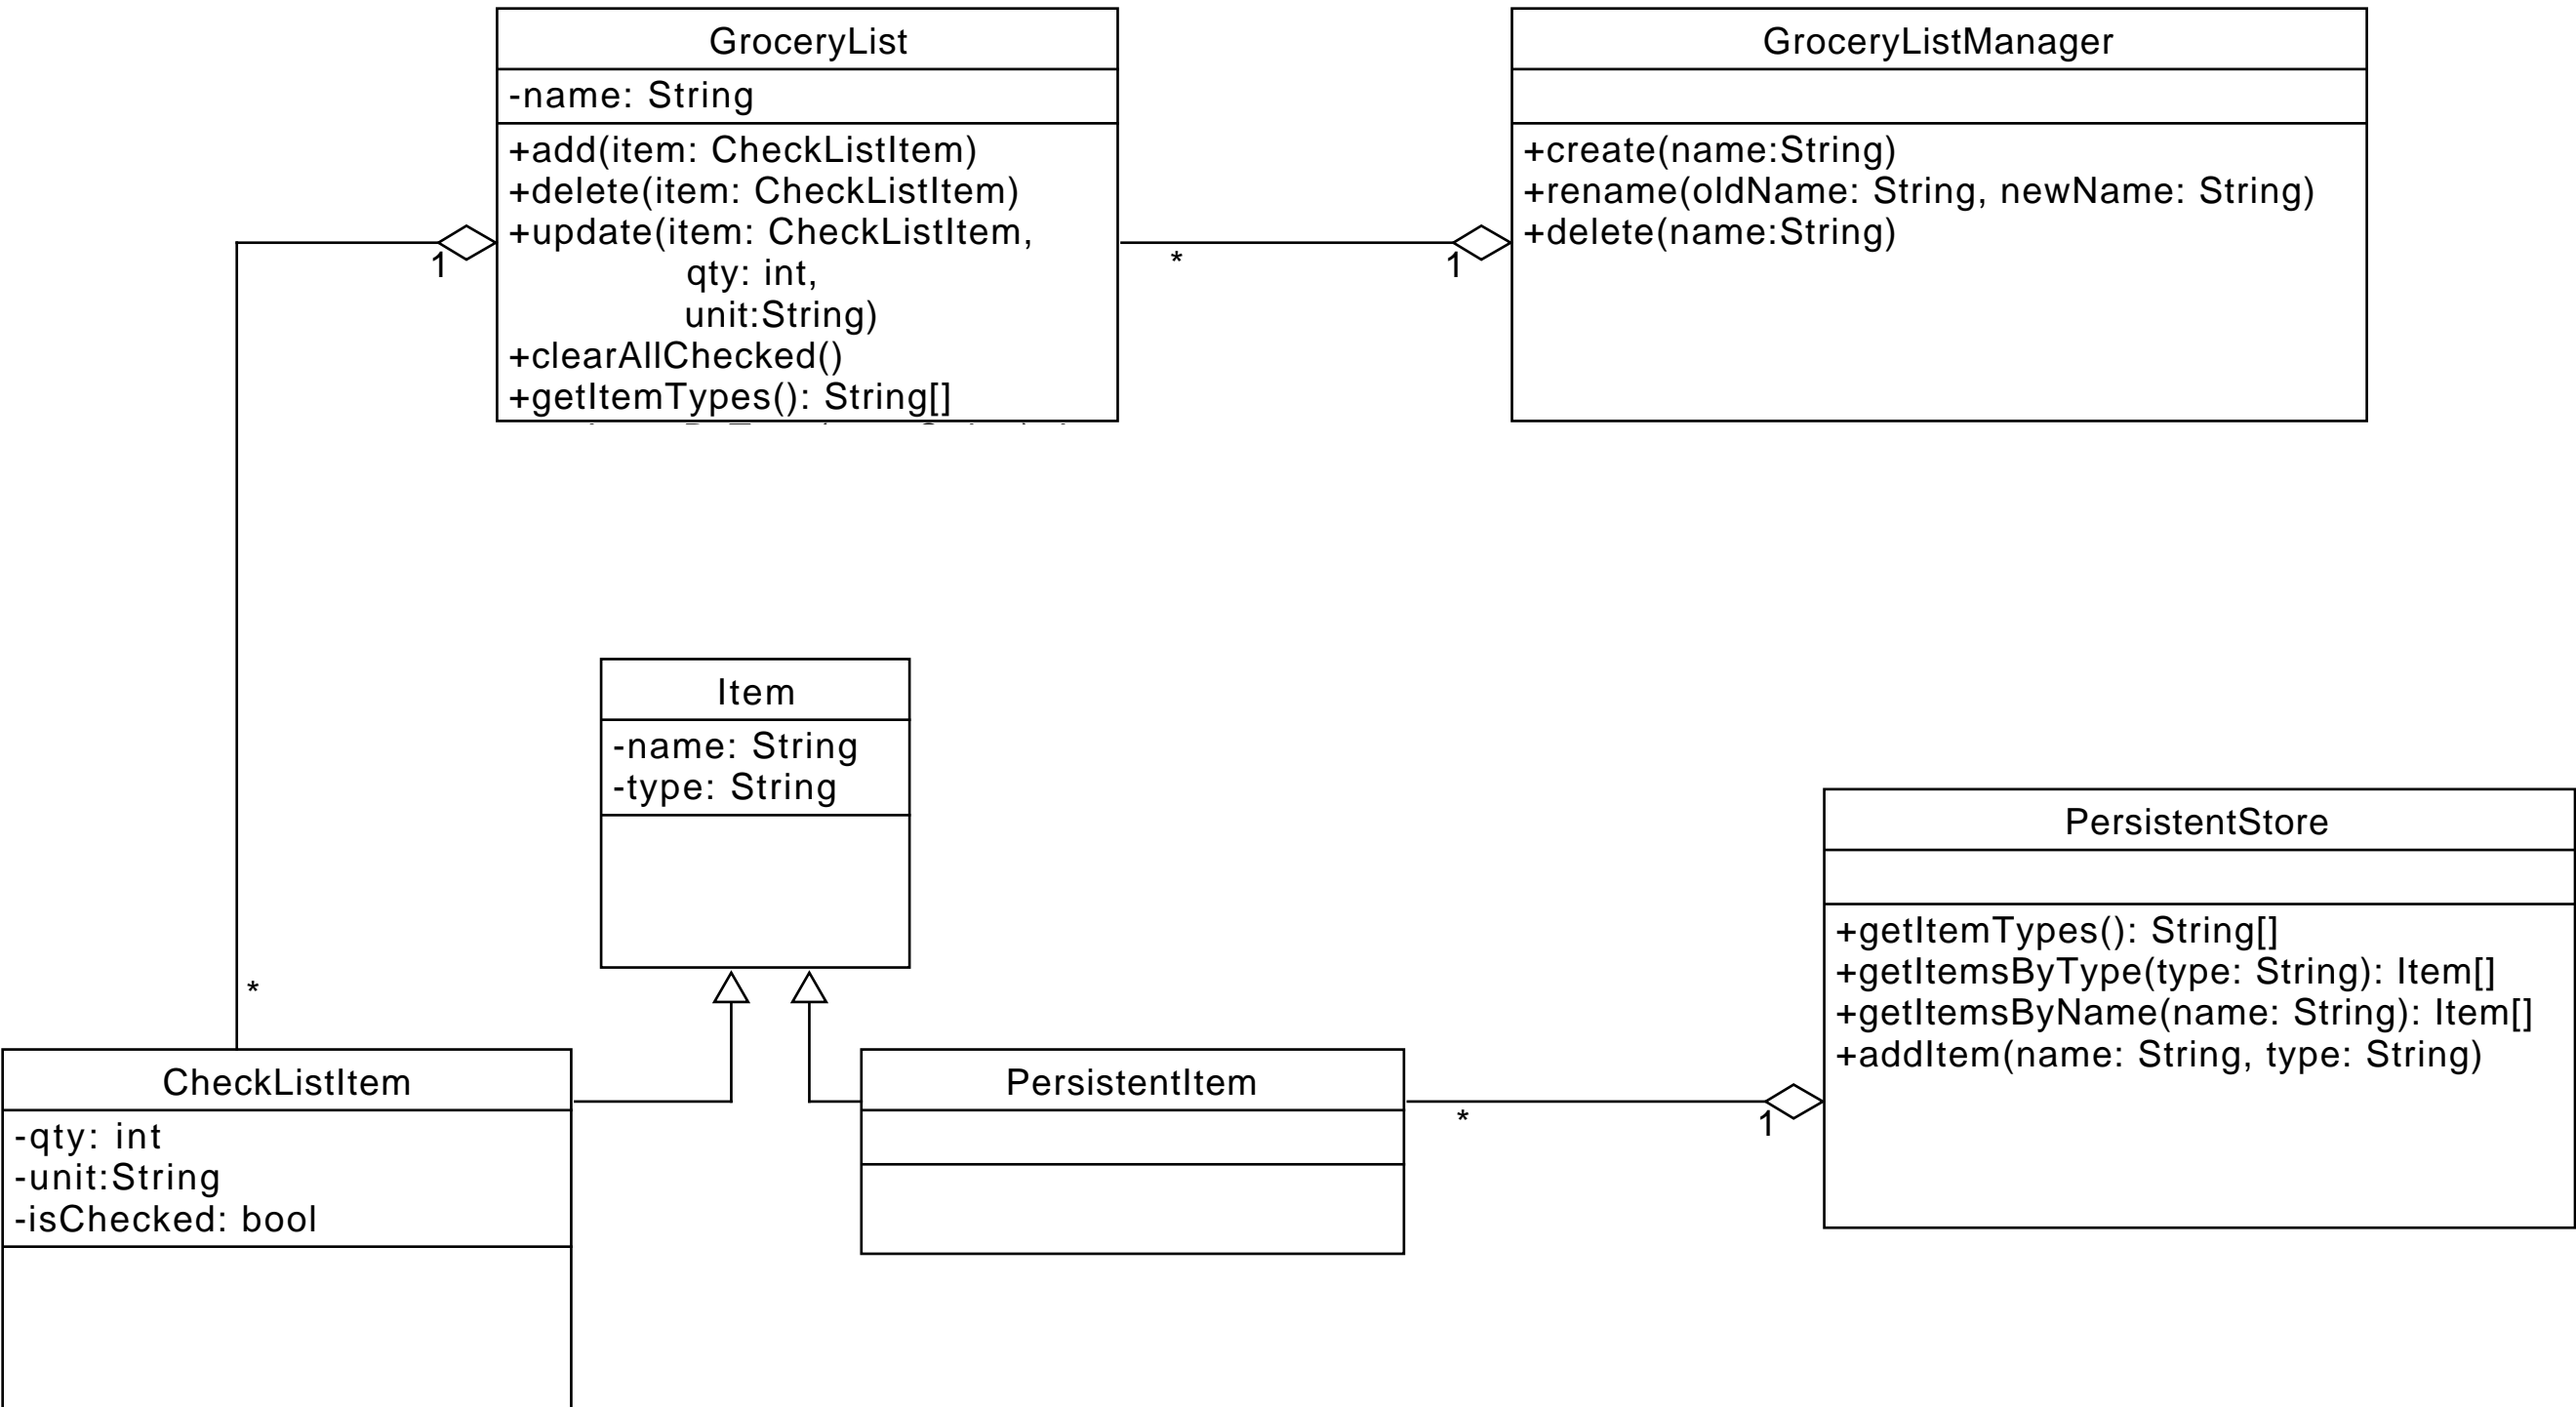 GroceryList
-name: String
+add(item: CheckListItem)
+delete(item: CheckListItem)
+update(item: CheckListItem,
qty: int,
unit:String)
+clearAllChecked()
+getItemTypes(): String[]
1
*
1
GroceryListManager
+create(name:String)
+rename(oldName: String, newName: String)
+delete(name:String)
Item
-name: String
-type: String
PersistentStore
+getItemTypes(): String[]
+getItemsByType(type: String): Item[]
+getItemsByName(name: String): Item[]
+addItem(name: String, type: String)
*
CheckListItem
-qty: int
-unit:String
-isChecked: bool
PersistentItem
*
1